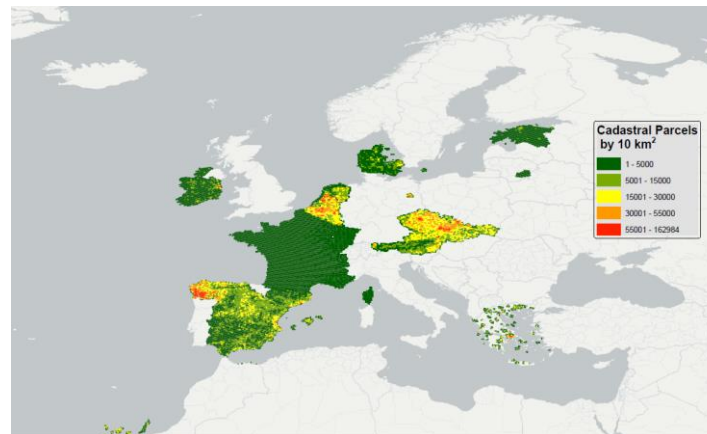 Cadastral Parcels
by 10 km²
1 - 5000
5001 - 15000
15001 - 30000
30001 - 55000
55001 - 162984